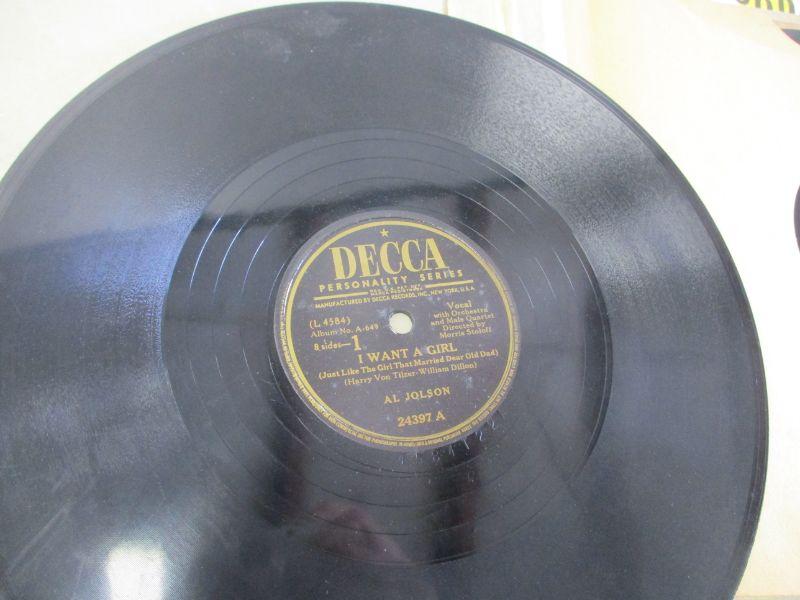 DECCA
PERSONALITY SERIES
MANUFACTURED BY DECCA RECORDS, INC., NEW YORK, U.S.A.
(L 4584)
Album No. A-649
8 sides—1
Vocal
with Orchestra
and Male Quartet
Directed by
Morris Stoloff
I WANT A GIRL
(Just Like The Girl That Married Dear Old Dad)
(Harry Von Tilzer-William Dillon)
AL JOLSON
24397 A